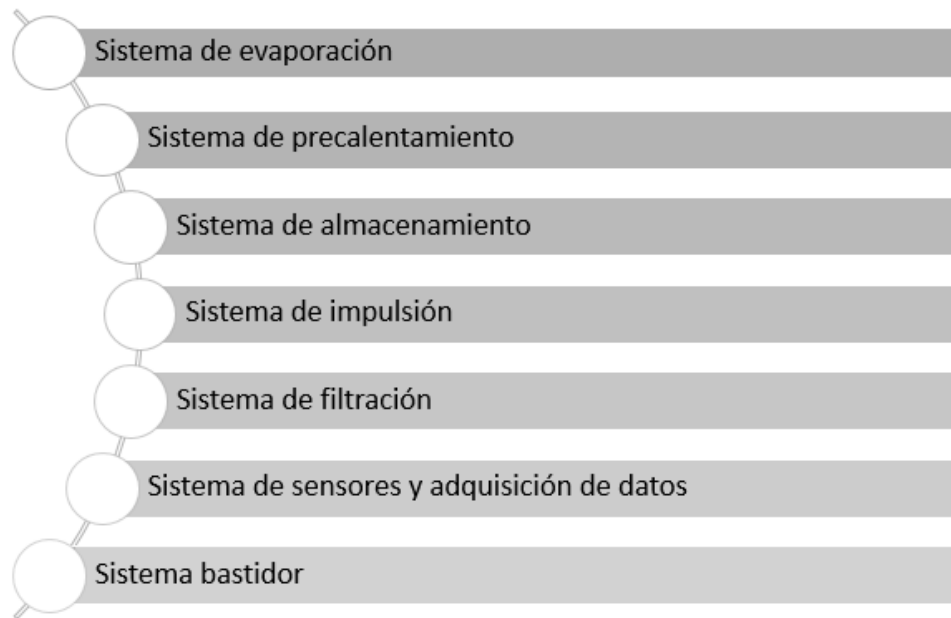 Sistema de evaporación
Sistema de precalentamiento
Sistema de almacenamiento
Sistema de impulsión
Sistema de filtración
Sistema de sensores y adquisición de datos
Sistema bastidor